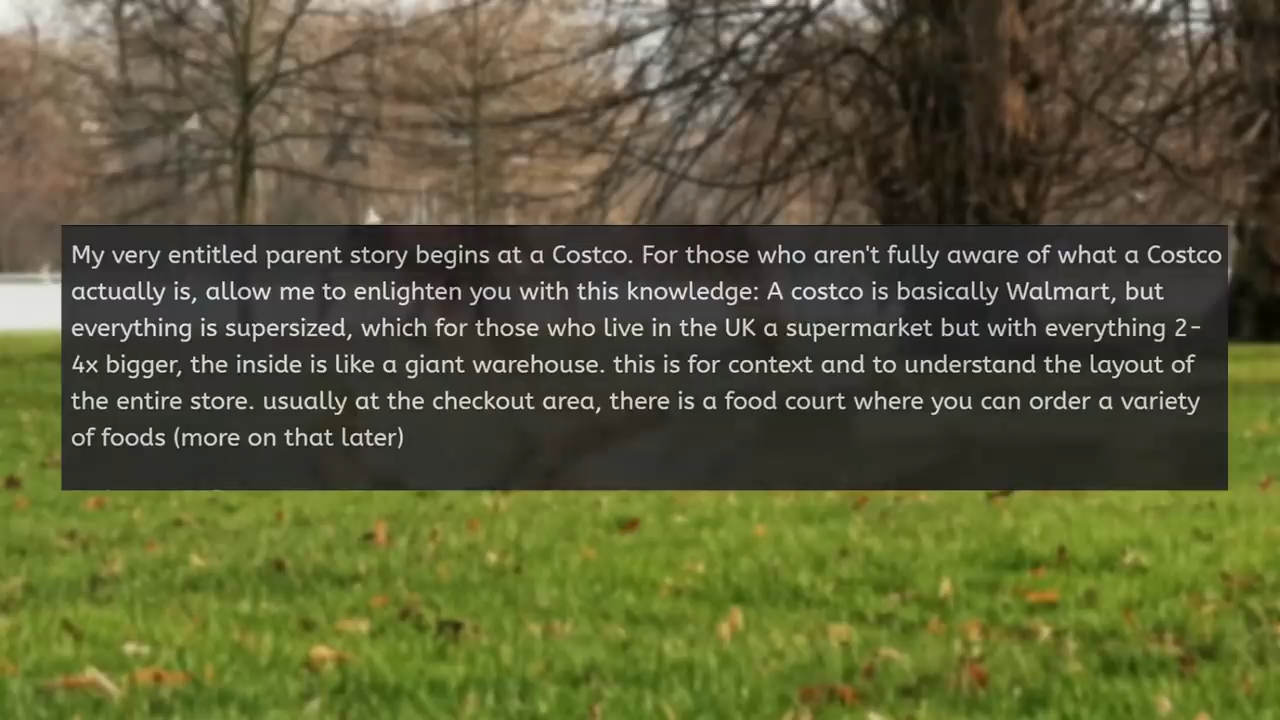 My very entitled parent story begins at a Costco. For those who aren't fully aware of what a Costco
actually is, allow me to enlighten you with this knowledge: A costco is basically Walmart, but
everything is supersized, which for those who live in the UK a supermarket but with everything 2-
4x bigger, the inside is like a giant warehouse. this is for context and to understand the layout of
the entire store. usually at the checkout area, there is a food court where you can order a variety
of foods (more on that later)